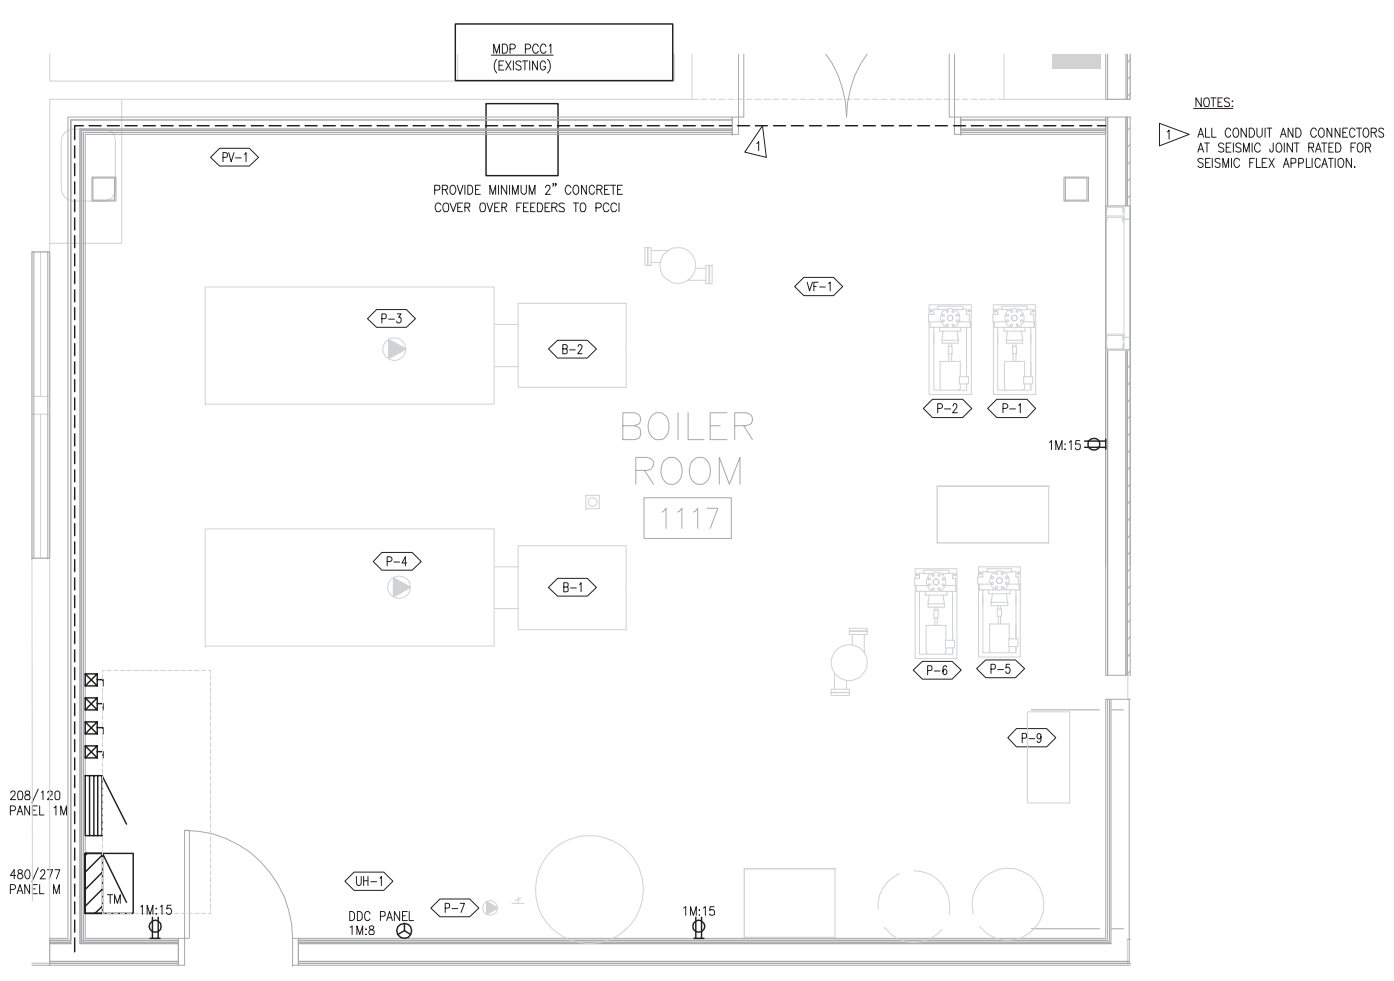 MDP PCC1
(EXISTING)
NOTES:
1
ALL CONDUIT AND CONNECTORS
AT SEISMIC JOINT RATED FOR
SEISMIC FLEX APPLICATION.
1
PV-1
PROVIDE MINIMUM 2" CONCRETE
COVER OVER FEEDERS TO PCCI
VF-1
P-3
B-2
P-2
P-1
BOILER
ROOM
1117
1M:15
P-4
B-1
P-6
P-5
P-9
208/120
PANEL 1M
480/277
PANEL M
TM
1M:15
UH-1
DDC PANEL
1M:8
P-7
1M:15